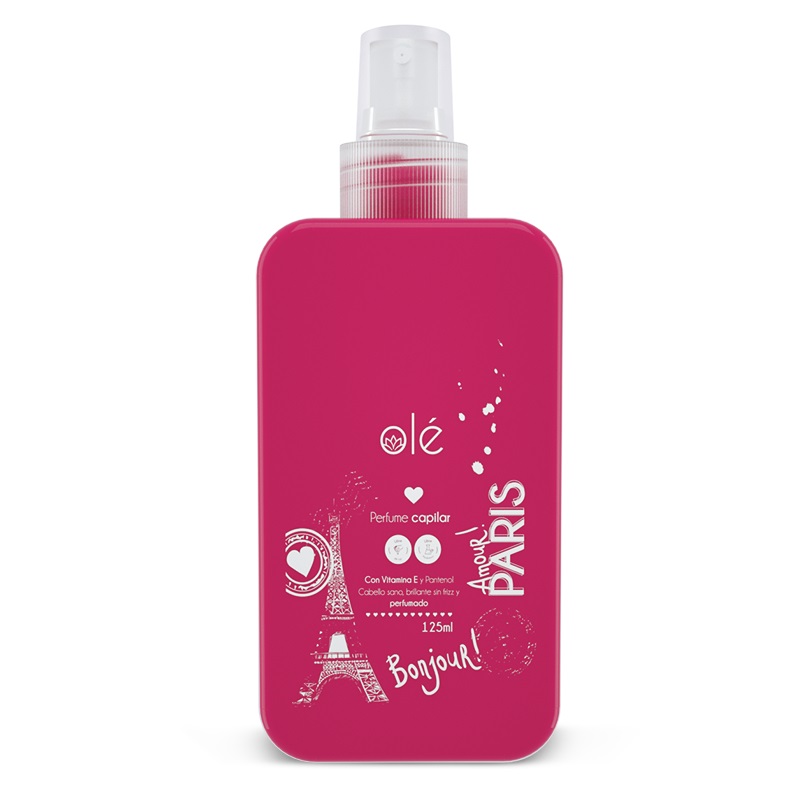 olé
Perfume capilar
Con Vitamina E y Pantenol
Cabello sano, brillante sin frizz y
perfumado
125ml
Amour!
PARIS
Bonjour!